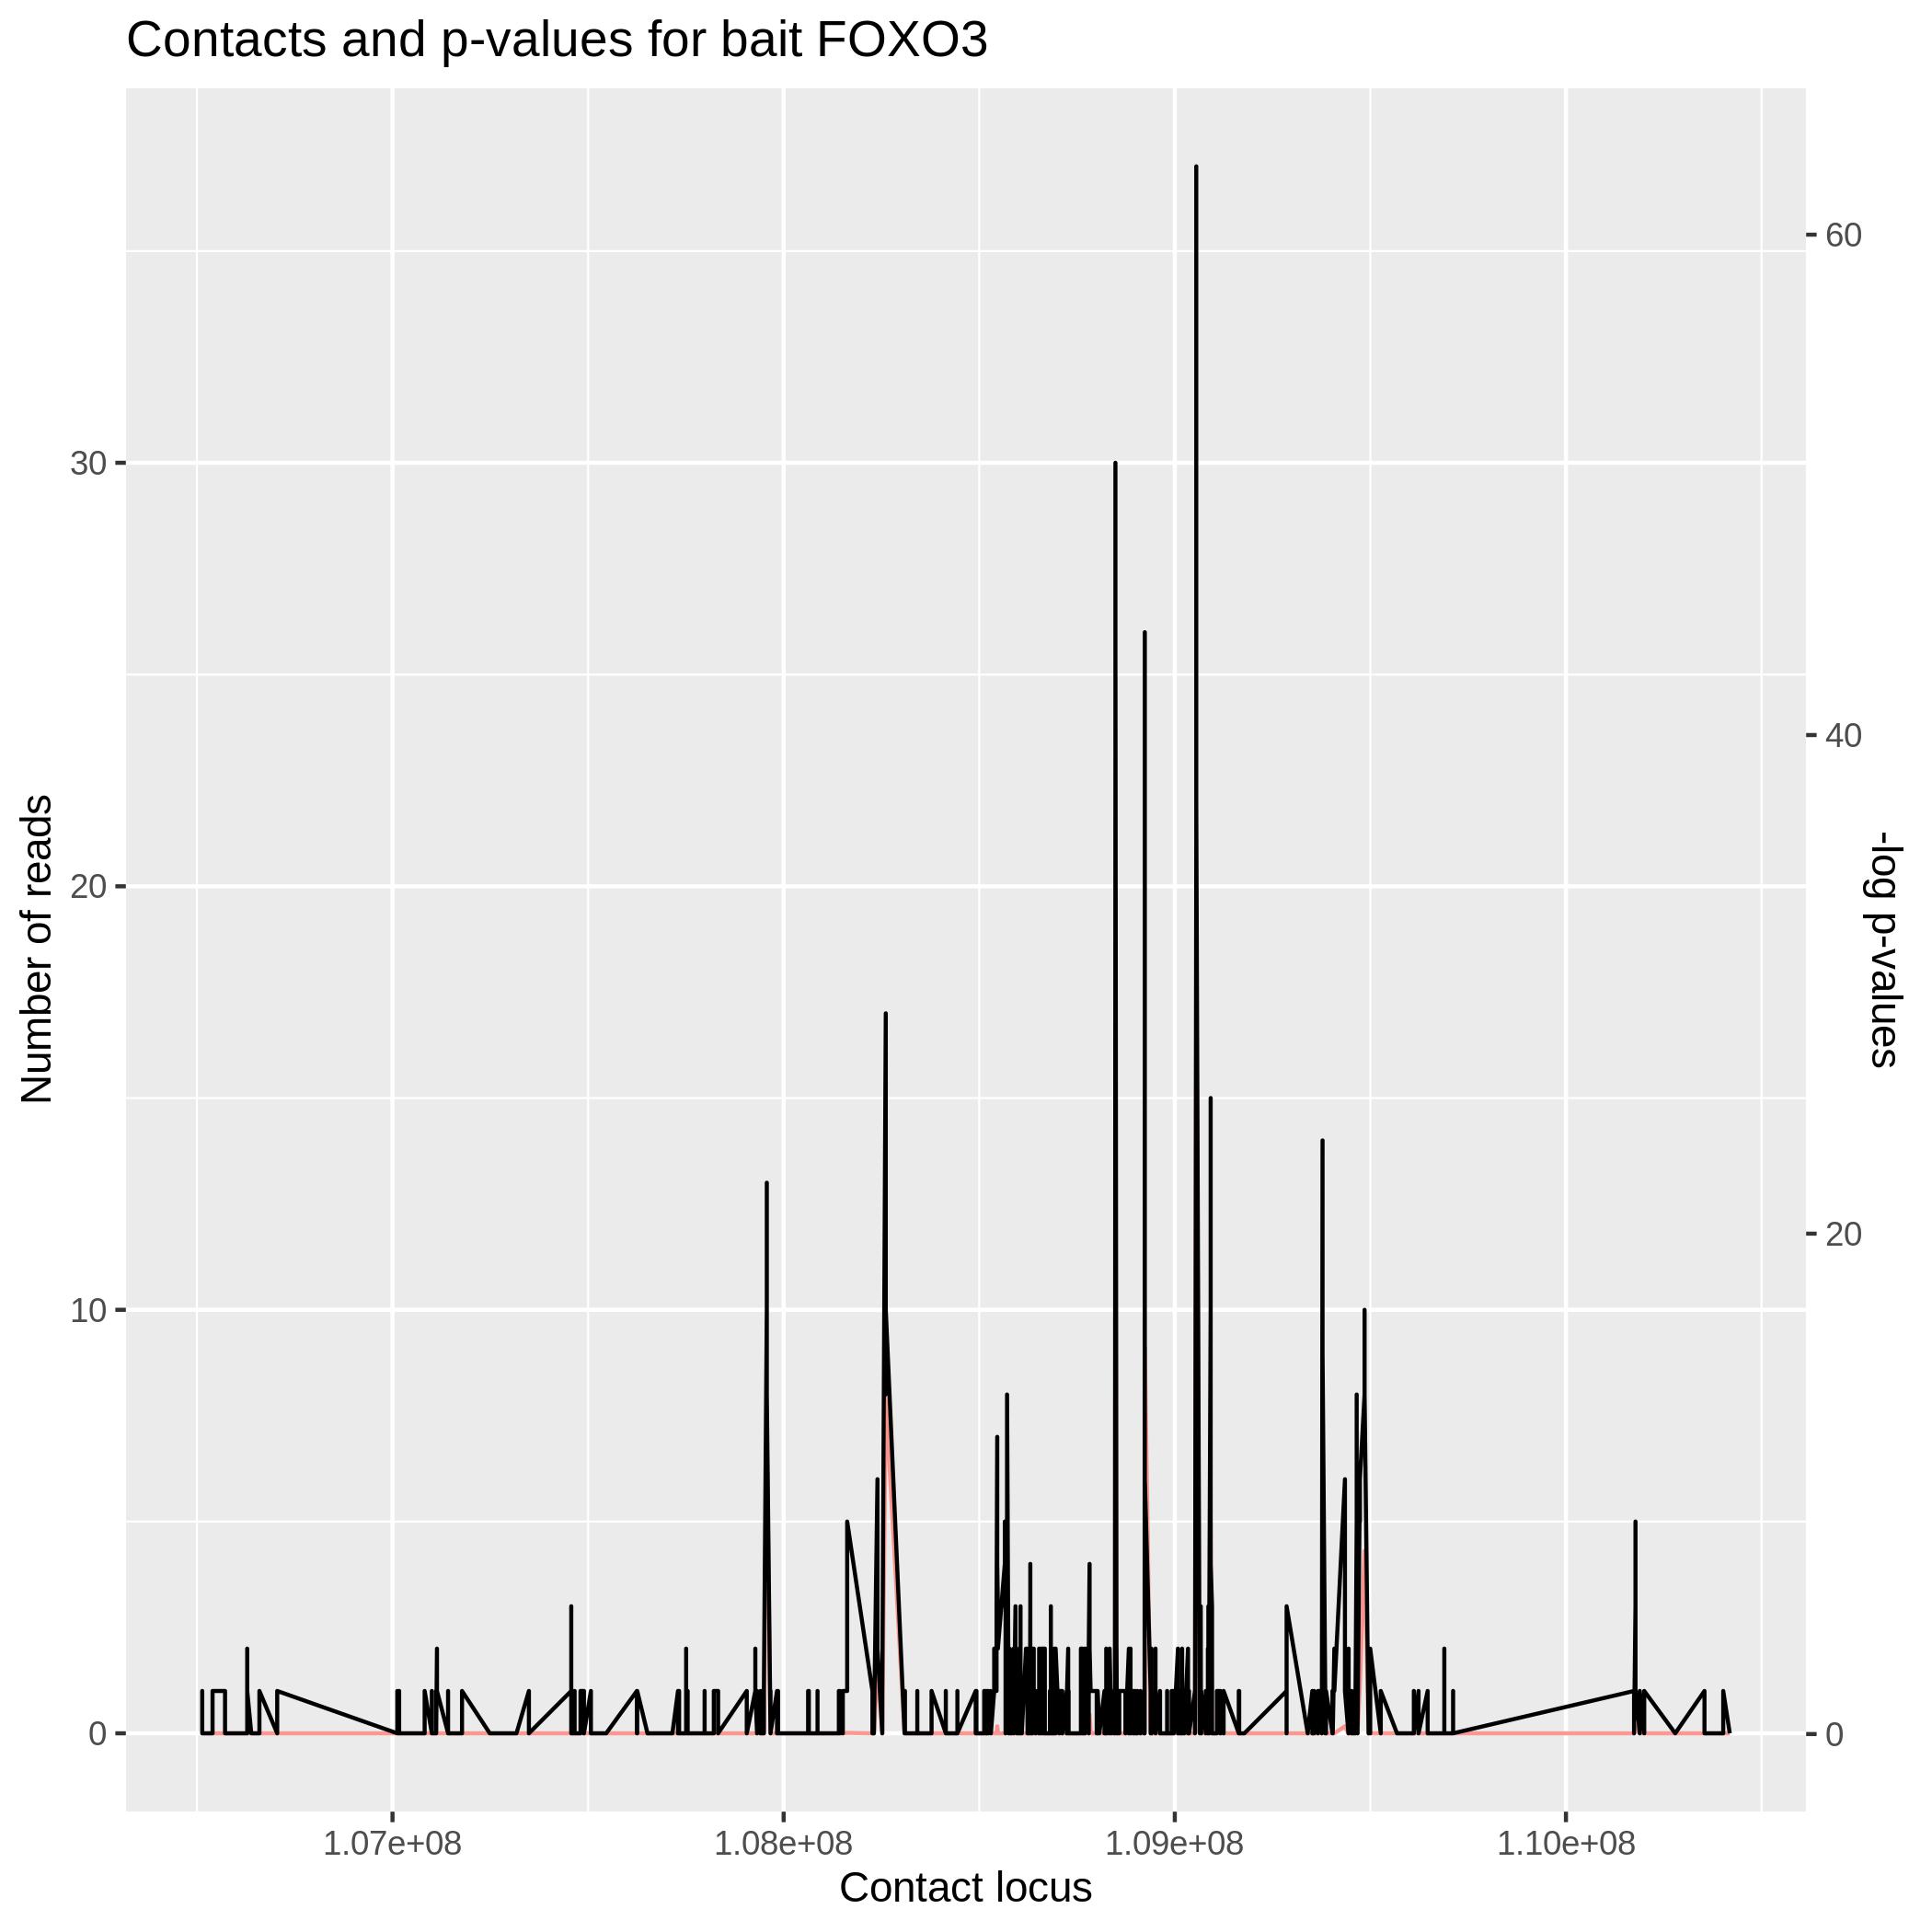 Contacts and p-values for bait FOXO3
Number of reads
30
20
10
0
60
40
20
0
-log p-values
1.07e+08
1.08e+08
1.09e+08
1.10e+08
Contact locus